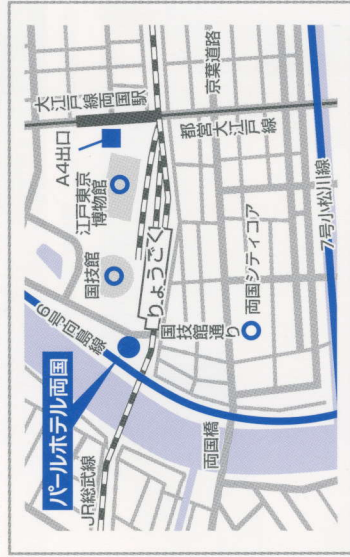 大江戸線
両国駅
A4出口
江戸東京
博物館
国技館
りょうごく
6号向島線
パールホテル両国
JR総武線
京葉道路
都営大江戸線
国技館通り
両国シティコア
両国橋
7号小松川線